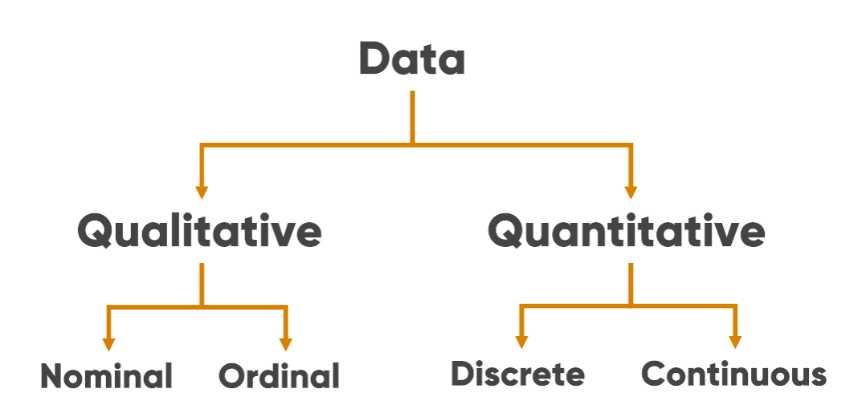 Data
Qualitative
Quantitative
Nominal
Ordinal
Discrete
Continuous